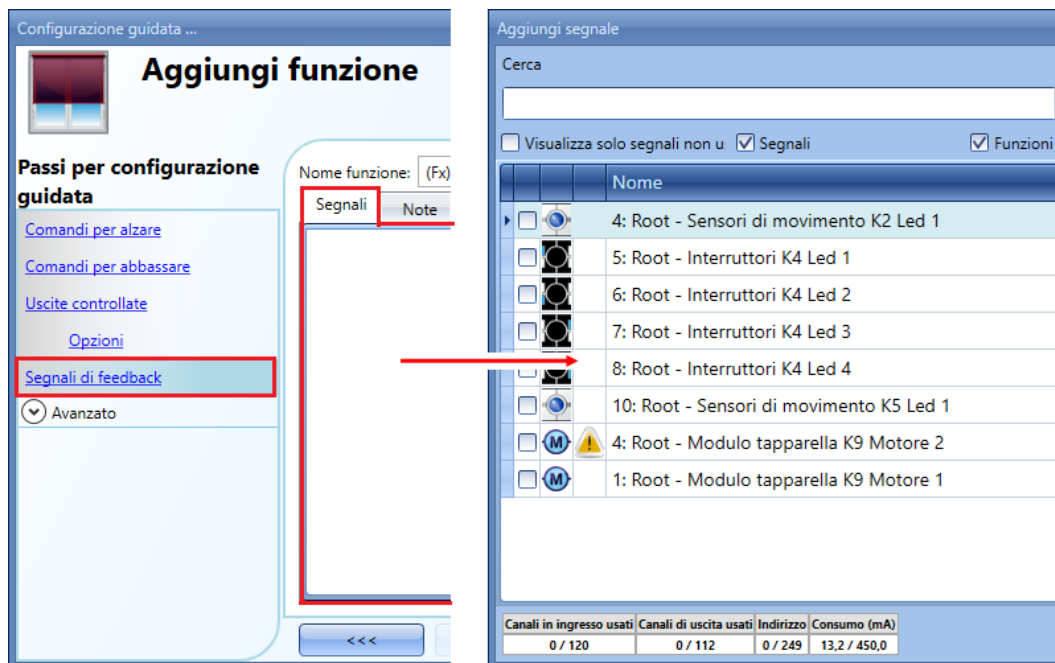 Configurazione guidata ...
Aggiungi funzione
Passi per configurazione
guidata
Comandi per alzare
Comandi per abbassare
Uscite controllate
Opzioni
Segnali di feedback
Avanzato
Nome funzione: (Fx)
Segnali Note
<<<
Aggiungi segnale
Cerca
Visualizza solo segnali non u Segnali Funzioni
Nome
4: Root - Sensori di movimento K2 Led 1
5: Root - Interruttori K4 Led 1
6: Root - Interruttori K4 Led 2
7: Root - Interruttori K4 Led 3
8: Root - Interruttori K4 Led 4
10: Root - Sensori di movimento K5 Led 1
M 4: Root - Modulo tapparella K9 Motore 2
M 1: Root - Modulo tapparella K9 Motore 1
Canali in ingresso usati Canali di uscita usati Indirizzo Consumo (mA)
0 / 120 0 / 112 0 / 249 13,2 / 450,0